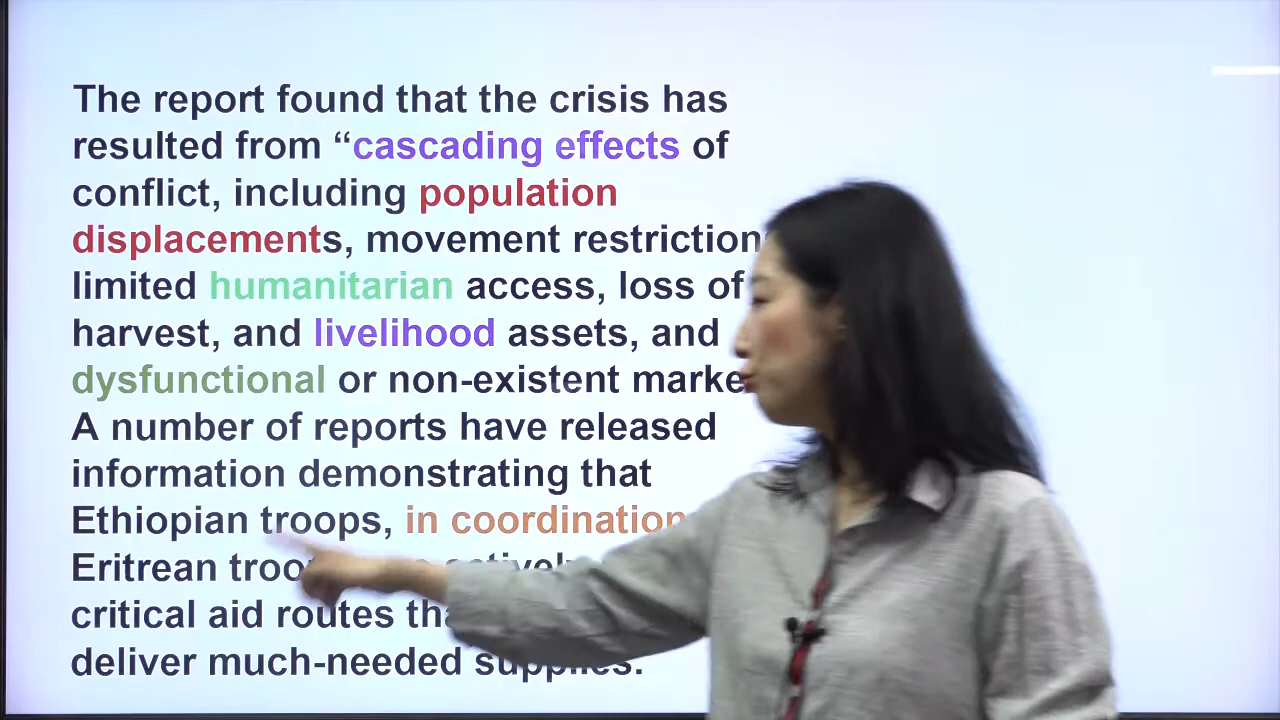 The report found that the crisis has
resulted from “cascading effects of
conflict, including population
displacements, movement restriction
limited humanitarian access, loss of
harvest, and livelihood assets, and
dysfunctional or non-existent marke
A number of reports have released
information demonstrating that
Ethiopian troops, in coordination
Eritrean troo
critical aid routes tha
deliver much-needed supplies.